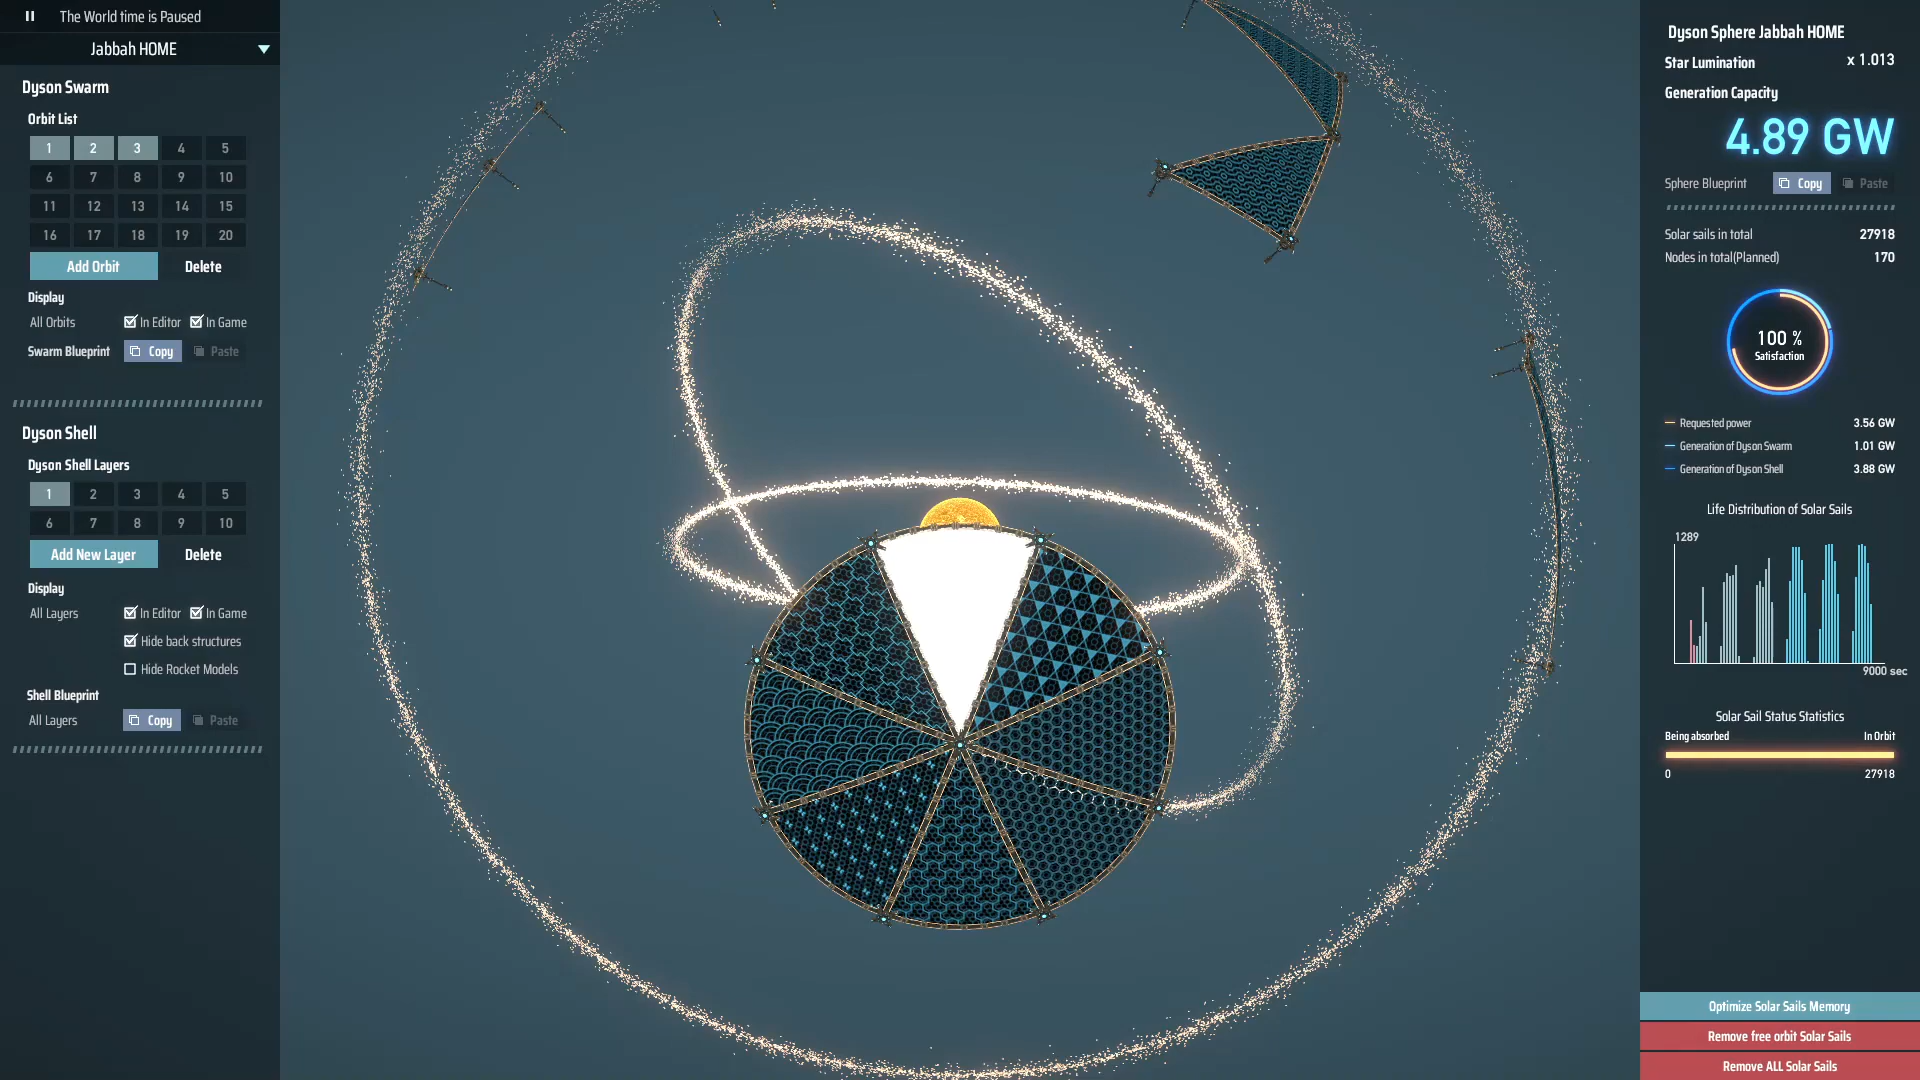 The World time is Paused
Jabbah HOME
Dyson Swarm
Orbit List
1 2 3 4 5
6 7 8 9 10
11 12 13 14 15
16 17 18 19 20
Add Orbit Delete
Display
All Orbits In Editor In Game
Swarm Blueprint Copy Paste
Dyson Shell
Dyson Shell Layers
1 2 3 4 5
6 7 8 9 10
Add New Layer Delete
Display
All Layers In Editor In Game
Hide back structures
Hide Rocket Models
Shell Blueprint
All Layers Copy Paste
Dyson Sphere Jabbah HOME
Star Lumination x 1.013
Generation Capacity
4.89 GW
Sphere Blueprint Copy Paste
Solar sails in total 27918
Nodes in total(Planned) 170
100 %
Satisfaction
Requested power 3.56 GW
Generation of Dyson Swarm 1.01 GW
Generation of Dyson Shell 3.88 GW
Life Distribution of Solar Sails
1289
9000 sec
Solar Sail Status Statistics
Being absorbed In Orbit
0 27918
Optimize Solar Sails Memory
Remove free orbit Solar Sails
Remove ALL Solar Sails